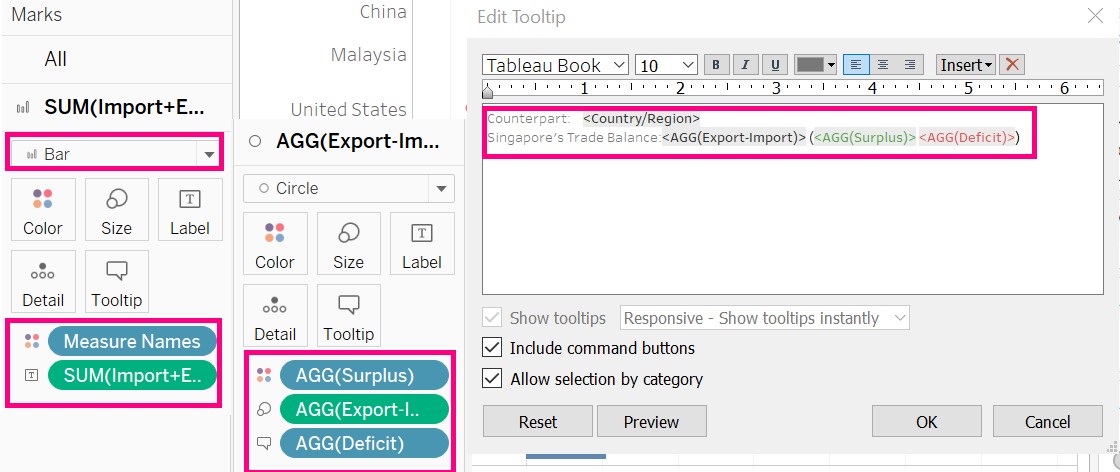 Marks
All
SUM(Import+E...
Bar
Color
Size
Label
Detail
Tooltip
Measure Names
SUM(Import+E..
China
Malaysia
United States
AGG(Export-Im...
Circle
Color
Size
Label
Detail
Tooltip
AGG(Surplus)
AGG(Export-I..
AGG(Deficit)
Edit Tooltip
Tableau Book 10 B I U Insert
1 2 3 4 5 6
Counterpart: <Country/Region>
Singapore's Trade Balance:<AGG(Export-Import)> (<AGG(Surplus)> <AGG(Deficit)>)
Show tooltips Responsive - Show tooltips instantly
Include command buttons
Allow selection by category
Reset Preview OK Cancel